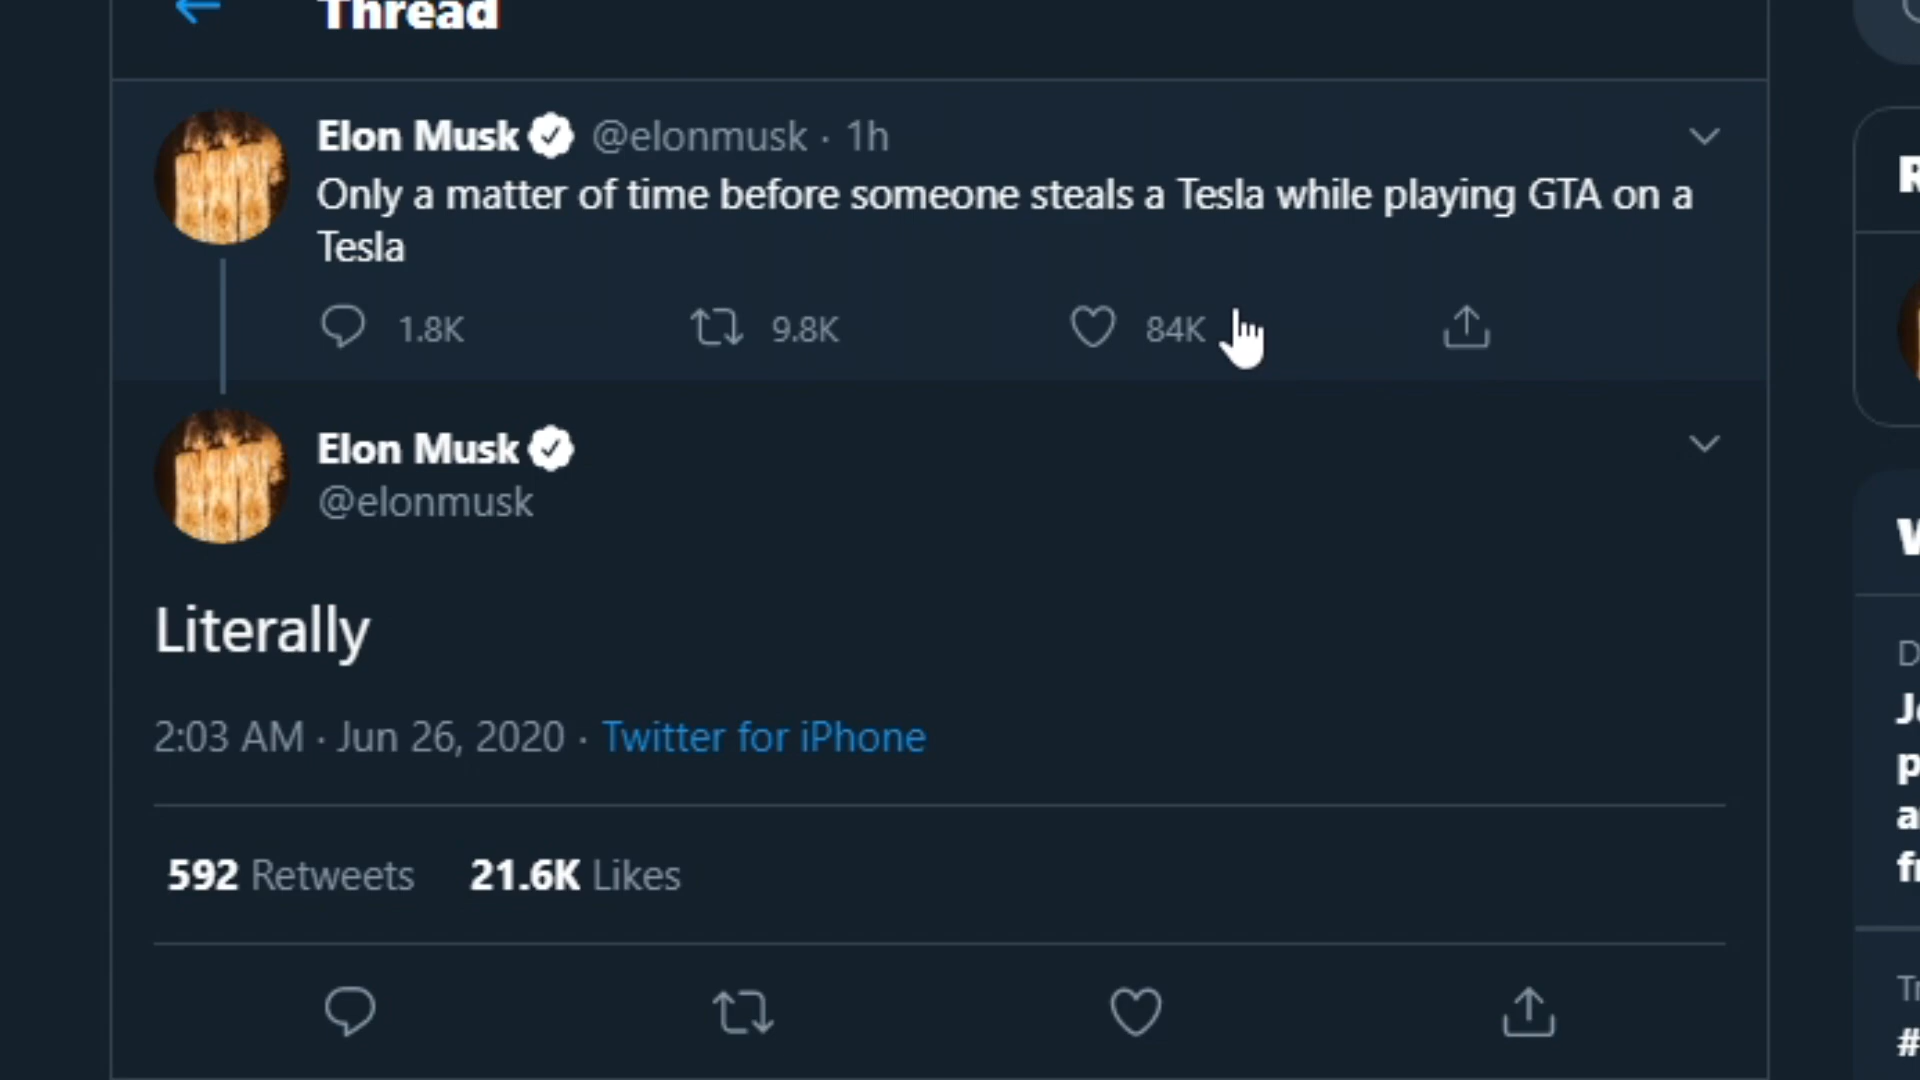 Thread
Elon Musk @elonmusk · 1h
Only a matter of time before someone steals a Tesla while playing GTA on a
Tesla
1.8K 9.8K 84K
Elon Musk
@elonmusk
Literally
2:03 AM · Jun 26, 2020 · Twitter for iPhone
592 Retweets 21.6K Likes